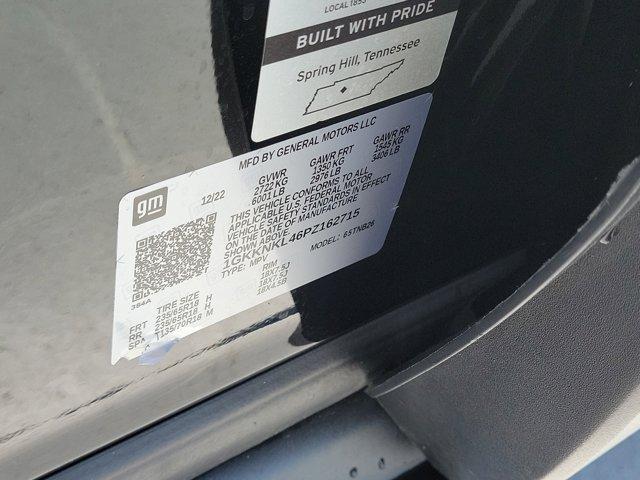 LOCAL 1853
BUILT WITH PRIDE
Spring Hill, Tennessee
MFD BY GENERAL MOTORS LLC
gm
12/22
GVWR GAWR FRT GAWR RR
2722 KG 1350 KG 1545 KG
6001 LB 2976 LB 3406 LB
THIS VEHICLE CONFORMS TO ALL
APPLICABLE U.S. FEDERAL MOTOR
VEHICLE SAFETY STANDARDS IN EFFECT
ON THE DATE OF MANUFACTURE
SHOWN ABOVE.
1GKKNKL46PZ162715
TYPE: MPV MODEL: 65TNB26
384A
TIRE SIZE RIM
FRT 235/65R18 H 18X7.5J
RR 235/65R18 H 18X7.5J
SPA T135/70R18 M 18X4.5B